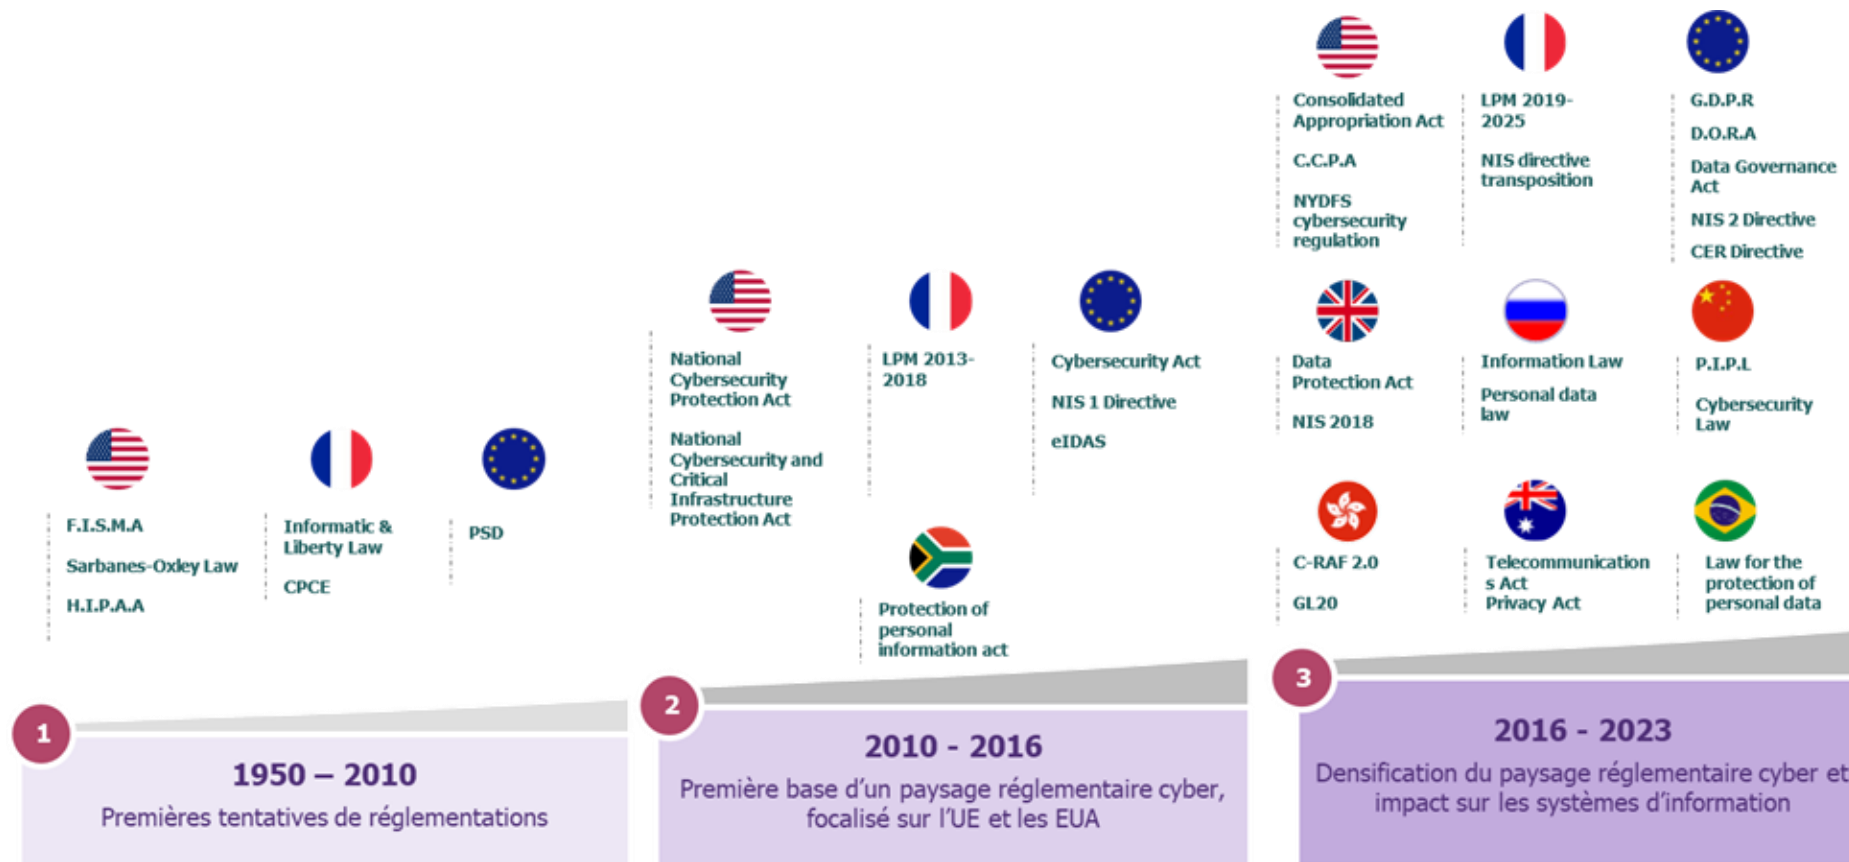 F.I.S.M.A
Sarbanes-Oxley Law
H.I.P.A.A
Informatic &
Liberty Law
CPCE
PSD
1
1950 – 2010
Premières tentatives de réglementations
National
Cybersecurity
Protection Act
National
Cybersecurity and
Critical
Infrastructure
Protection Act
LPM 2013-
2018
Cybersecurity Act
NIS 1 Directive
eIDAS
Protection of
personal
information act
2
2010 - 2016
Première base d’un paysage réglementaire cyber,
focalisé sur l’UE et les EUA
Consolidated
Appropriation Act
C.C.P.A
NYDFS
cybersecurity
regulation
LPM 2019-
2025
NIS directive
transposition
G.D.P.R
D.O.R.A
Data Governance
Act
NIS 2 Directive
CER Directive
Data
Protection Act
NIS 2018
Information Law
Personal data
law
P.I.P.L
Cybersecurity
Law
C-RAF 2.0
GL20
Telecommunication
s Act
Privacy Act
Law for the
protection of
personal data
3
2016 - 2023
Densification du paysage réglementaire cyber et
impact sur les systèmes d’information